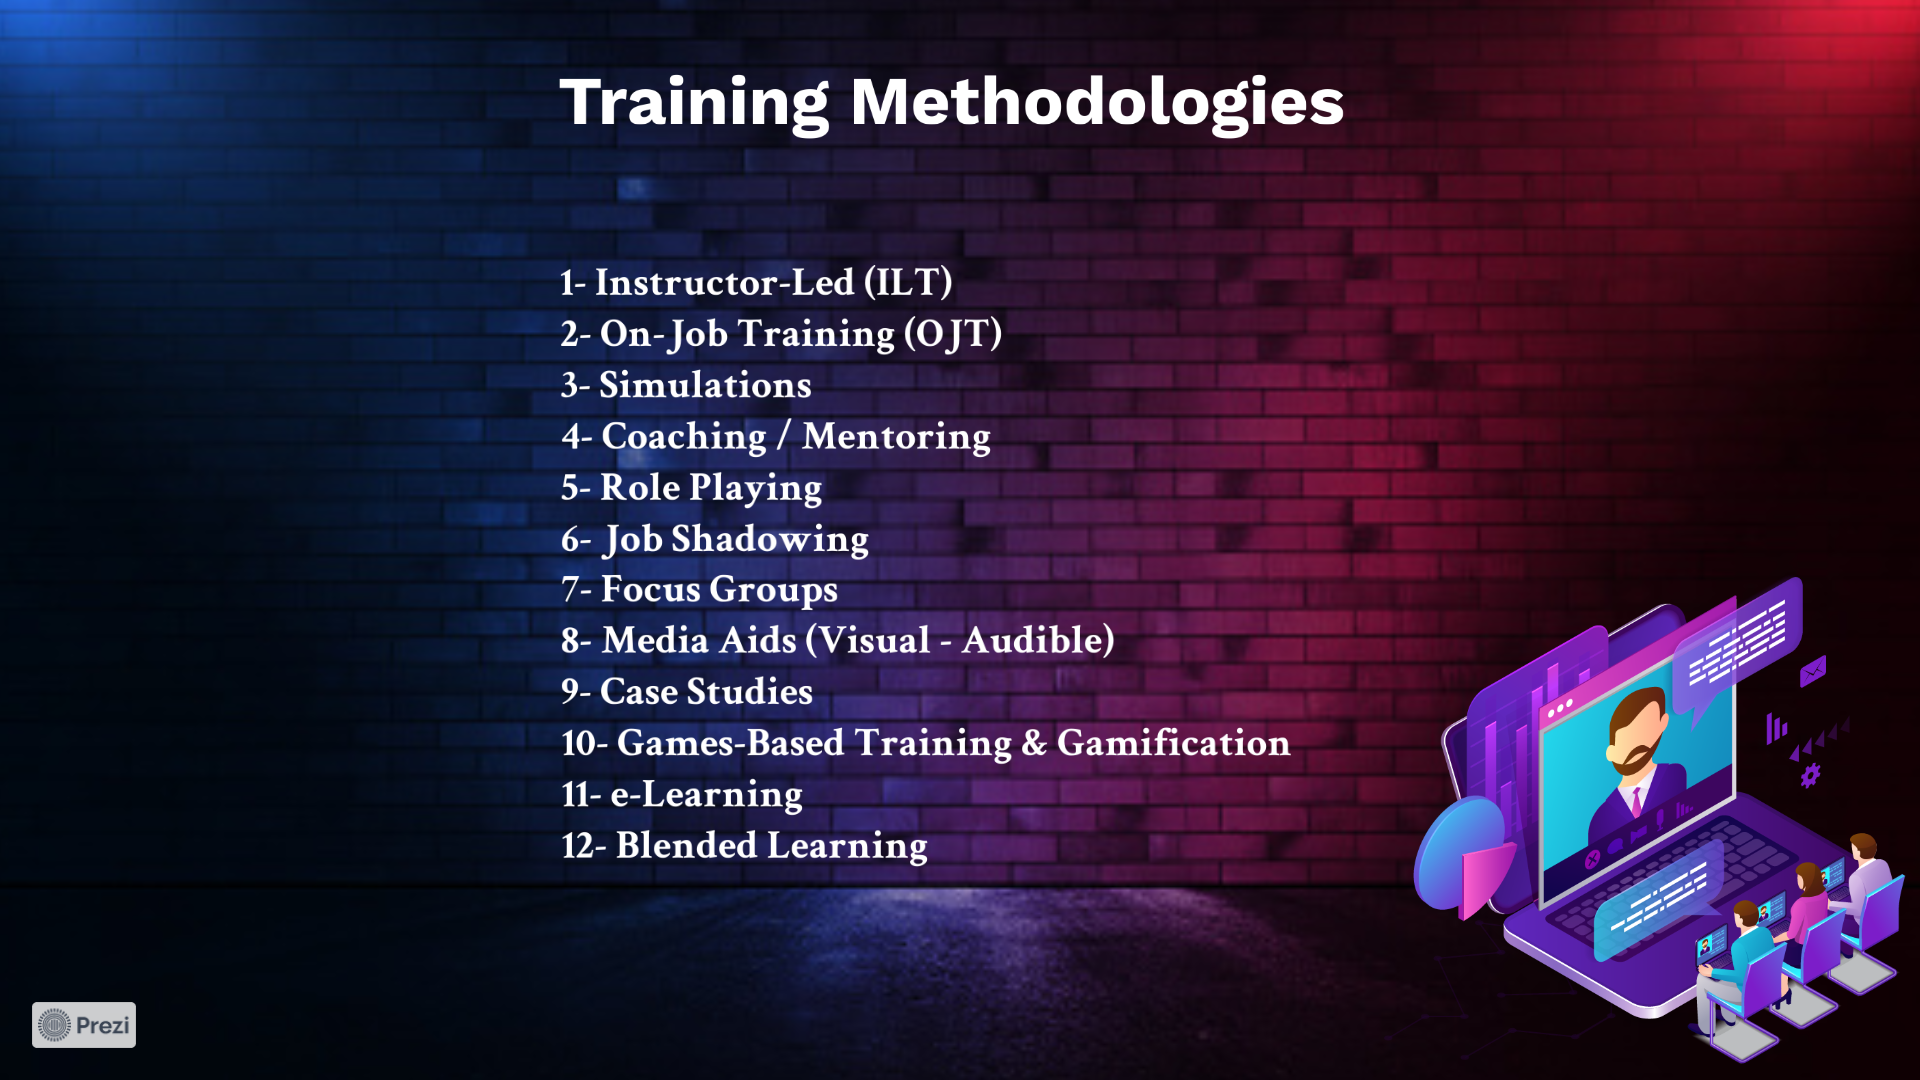 Training Methodologies
1- Instructor-Led (ILT)
2- On-Job Training (OJT)
3- Simulations
4- Coaching / Mentoring
5- Role Playing
6- Job Shadowing
7- Focus Groups
8- Media Aids (Visual - Audible)
9- Case Studies
10- Games-Based Training & Gamification
11- e-Learning
12- Blended Learning
Prezi